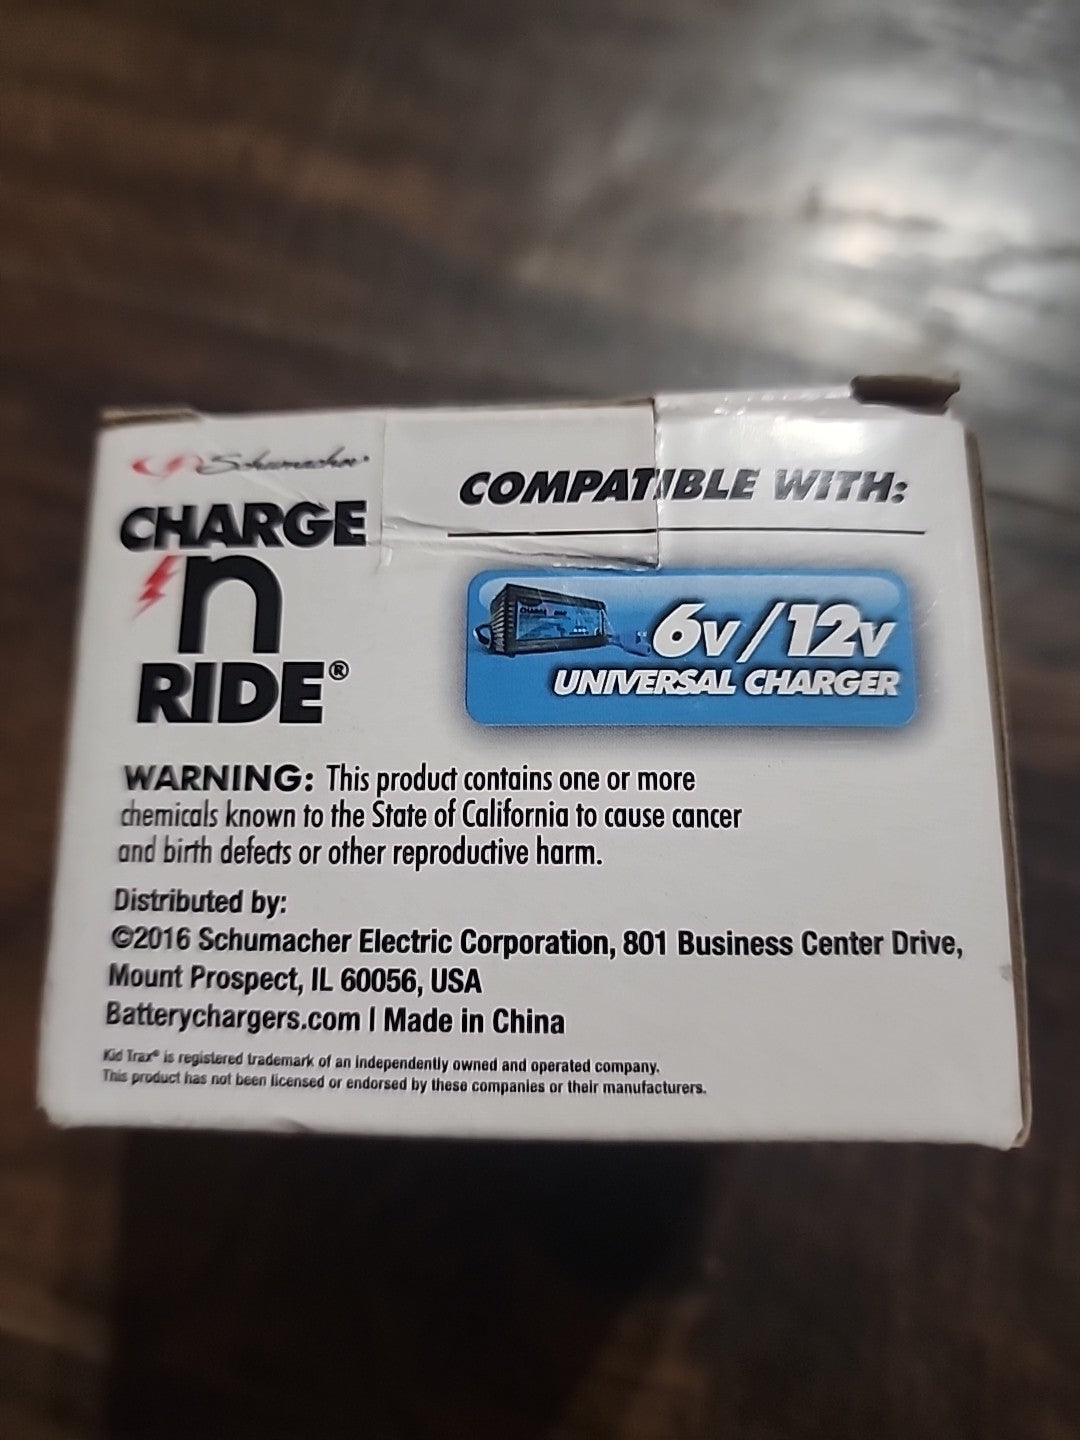 Schumacher
CHARGE
'n
RIDE®
COMPATIBLE WITH:
6v/12v
UNIVERSAL CHARGER
WARNING: This product contains one or more
chemicals known to the State of California to cause cancer
and birth defects or other reproductive harm.
Distributed by:
©2016 Schumacher Electric Corporation, 801 Business Center Drive,
Mount Prospect, IL 60056, USA
Batterychargers.com | Made in China
Kid Trax® is registered trademark of an independently owned and operated company.
This product has not been licensed or endorsed by these companies or their manufacturers.